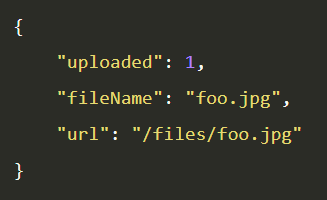 {
    "uploaded": 1,
    "fileName": "foo.jpg",
    "url": "/files/foo.jpg"
}